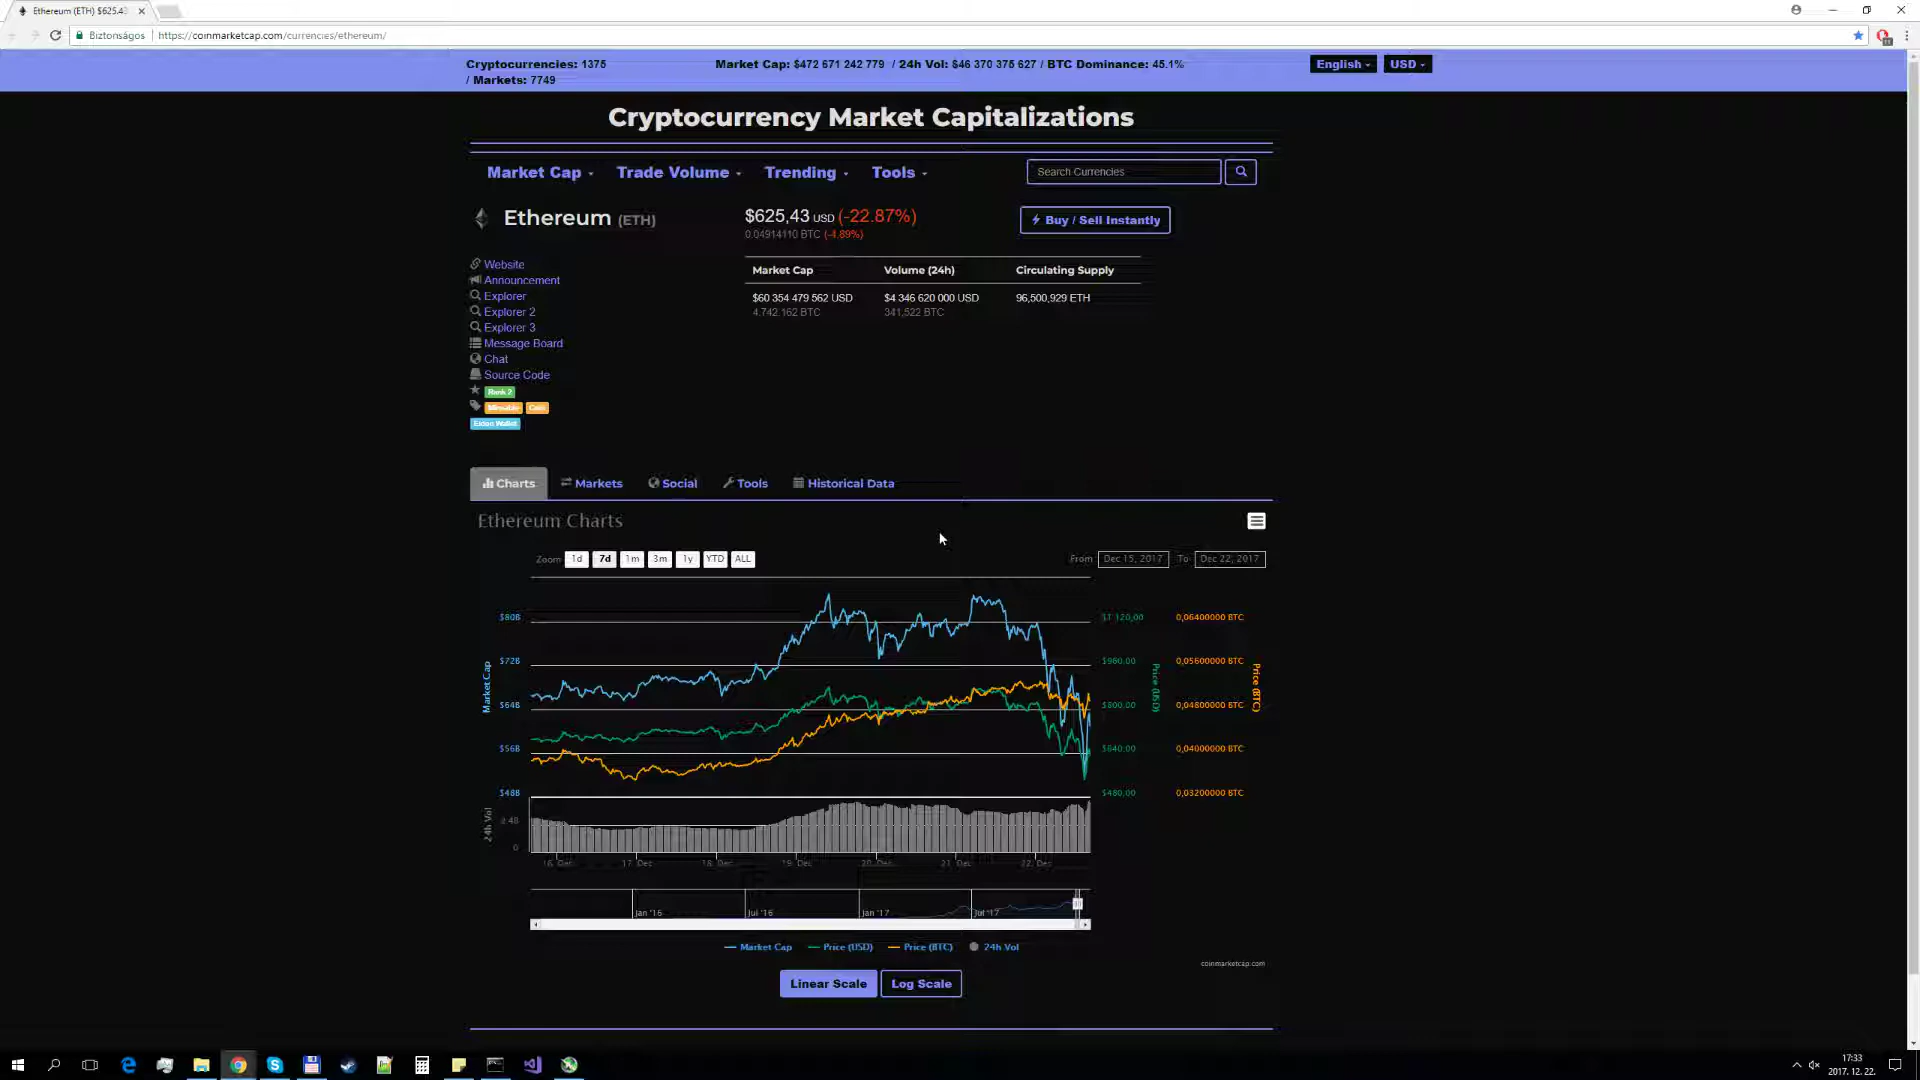 Ethereum (ETH) $625.43
Biztonságos https://coinmarketcap.com/currencies/ethereum/
Cryptocurrencies: 1375
/ Markets: 7749
Market Cap: $472 671 242 779 / 24h Vol: $46 370 375 627 / BTC Dominance: 45.1%
English
USD
Cryptocurrency Market Capitalizations
Market Cap Trade Volume Trending Tools
Search Currencies
Ethereum (ETH)
$625,43 USD (-22.87%)
0.04914110 BTC (-4.89%)
Buy / Sell Instantly
Market Cap Volume (24h) Circulating Supply
$60 354 479 562 USD $4 346 620 000 USD 96,500,929 ETH
4.742.162 BTC 341,522 BTC
Website
Announcement
Explorer
Explorer 2
Explorer 3
Message Board
Chat
Source Code
Rank 2
Mineable Coin
Charts Markets Social Tools Historical Data
Ethereum Charts
Zoom 1d 7d 1m 3m 1y YTD ALL
From Dec 15, 2017 To Dec 22, 2017
$80B $1 120,00 0,06400000 BTC
$72B $960,00 0,05600000 BTC
Market Cap Price (USD) Price (BTC)
$64B $800,00 0,04800000 BTC
$56B $640,00 0,04000000 BTC
$48B $480,00 0,03200000 BTC
24h Vol
0
16. Dec 17. Dec 18. Dec 19. Dec 20. Dec 21. Dec 22. Dec
Jan '16 Jul '16 Jan '17 Jul '17
Market Cap Price (USD) Price (BTC) 24h Vol
coinmarketcap.com
Linear Scale Log Scale
17:33
2017. 12. 22.